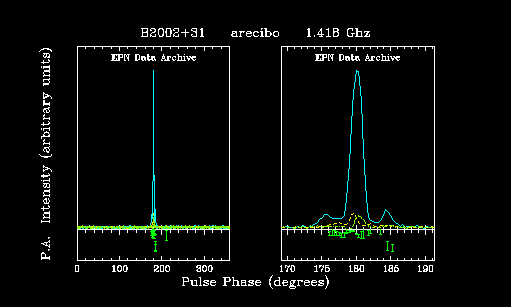 B2002+31 arecibo 1.418 Ghz
EPN Data Archive EPN Data Archive
P.A. Intensity (arbitrary units)
0 100 200 300 170 175 180 185 190
Pulse Phase (degrees)